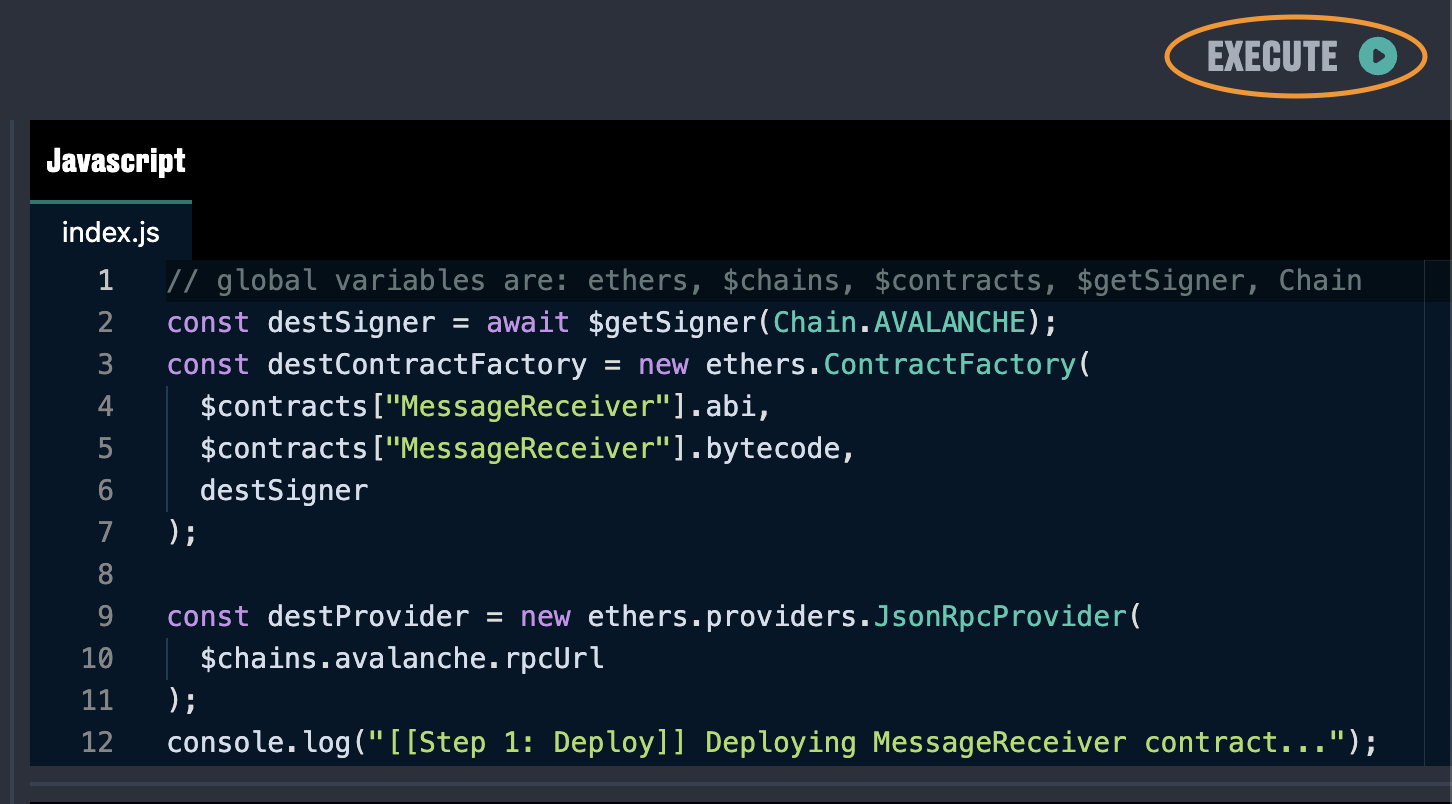 EXECUTE
Javascript
index.js
1 // global variables are: ethers, $chains, $contracts, $getSigner, Chain
2 const destSigner = await $getSigner(Chain.AVALANCHE);
3 const destContractFactory = new ethers.ContractFactory(
4   $contracts["MessageReceiver"].abi,
5   $contracts["MessageReceiver"].bytecode,
6   destSigner
7 );
8
9 const destProvider = new ethers.providers.JsonRpcProvider(
10   $chains.avalanche.rpcUrl
11 );
12 console.log("[[Step 1: Deploy]] Deploying MessageReceiver contract...");